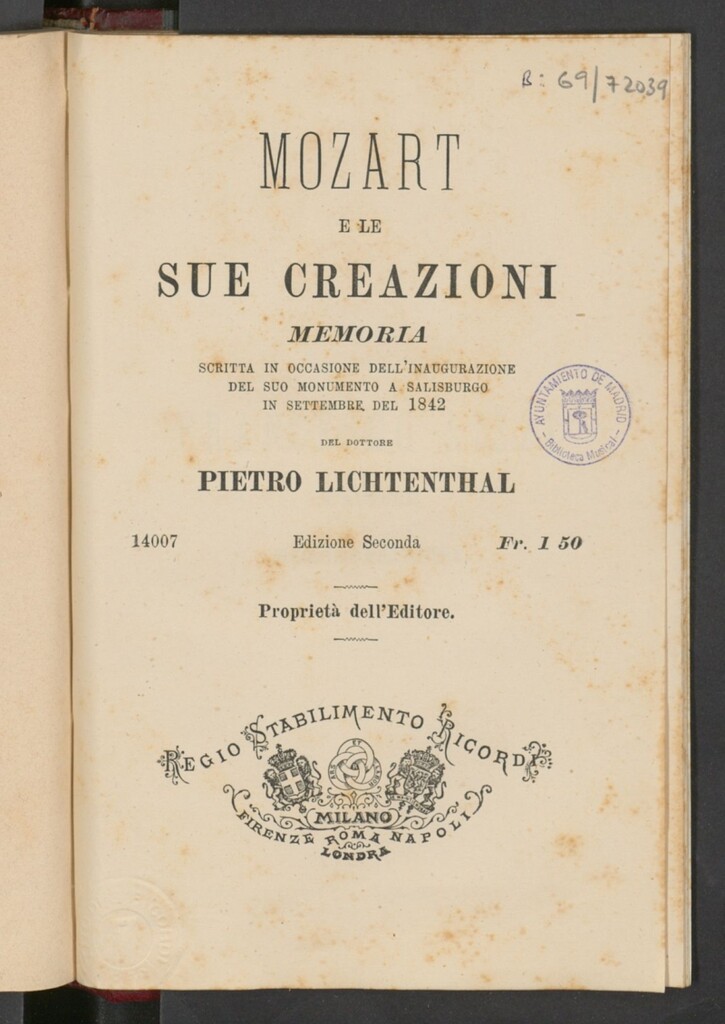 B: 69/72039
MOZART
E LE
SUE CREAZIONI
MEMORIA
SCRITTA IN OCCASIONE DELL'INAUGURAZIONE
DEL SUO MONUMENTO A SALISBURGO
IN SETTEMBRE DEL 1842
AYUNTAMIENTO DE MADRID
- Biblioteca Musical -
DEL DOTTORE
PIETRO LICHTENTHAL
14007 Edizione Seconda Fr. 1 50
Proprietà dell'Editore.
REGIO STABILIMENTO RICORDI
MILANO
FIRENZE ROMA NAPOLI
LONDRA